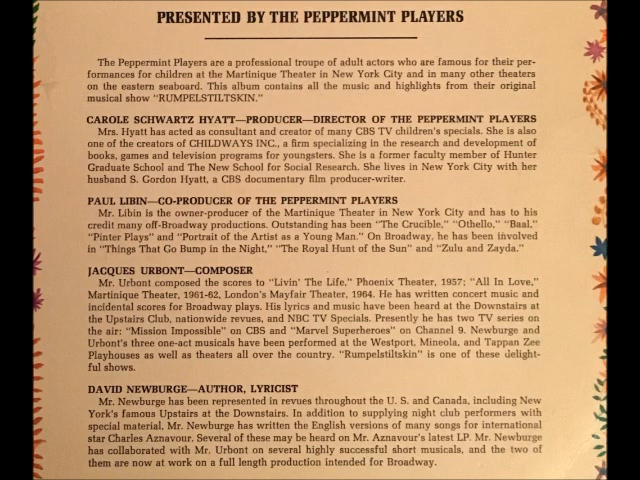 PRESENTED BY THE PEPPERMINT PLAYERS
The Peppermint Players are a professional troupe of adult actors who are famous for their per-
formances for children at the Martinique Theater in New York City and in many other theaters
on the eastern seaboard. This album contains all the music and highlights from their original
musical show "RUMPELSTILTSKIN."
CAROLE SCHWARTZ HYATT—PRODUCER—DIRECTOR OF THE PEPPERMINT PLAYERS
Mrs. Hyatt has acted as consultant and creator of many CBS TV children's specials. She is also
one of the creators of CHILDWAYS INC., a firm specializing in the research and development of
books, games and television programs for youngsters. She is a former faculty member of Hunter
Graduate School and The New School for Social Research. She lives in New York City with her
husband S. Gordon Hyatt, a CBS documentary film producer-writer.
PAUL LIBIN—CO-PRODUCER OF THE PEPPERMINT PLAYERS
Mr. Libin is the owner-producer of the Martinique Theater in New York City and has to his
credit many off-Broadway productions. Outstanding has been "The Crucible," "Othello," "Baal,"
"Pinter Plays" and "Portrait of the Artist as a Young Man." On Broadway, he has been involved
in "Things That Go Bump in the Night," "The Royal Hunt of the Sun" and "Zulu and Zayda."
JACQUES URBONT—COMPOSER
Mr. Urbont composed the scores to "Livin' The Life," Phoenix Theater, 1957; "All In Love,"
Martinique Theater, 1961-62, London's Mayfair Theater, 1964. He has written concert music and
incidental scores for Broadway plays. His lyrics and music have been heard at the Downstairs at
the Upstairs Club, nationwide revues, and NBC TV Specials. Presently he has two TV series on
the air: "Mission Impossible" on CBS and "Marvel Superheroes" on Channel 9. Newburge and
Urbont's three one-act musicals have been performed at the Westport, Mineola, and Tappan Zee
Playhouses as well as theaters all over the country. "Rumpelstiltskin" is one of these delight-
ful shows.
DAVID NEWBURGE—AUTHOR, LYRICIST
Mr. Newburge has been represented in revues throughout the U. S. and Canada, including New
York's famous Upstairs at the Downstairs. In addition to supplying night club performers with
special material, Mr. Newburge has written the English versions of many songs for international
star Charles Aznavour. Several of these may be heard on Mr. Aznavour's latest LP. Mr. Newburge
has collaborated with Mr. Urbont on several highly successful short musicals, and the two of
them are now at work on a full length production intended for Broadway.